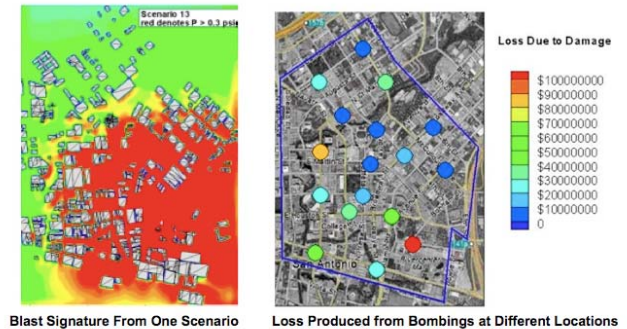 Scenario 13
red denotes P > 0.3 psig
Loss Due to Damage
$100000000
$90000000
$80000000
$70000000
$60000000
$50000000
$40000000
$30000000
$20000000
$10000000
0
San Antonio
Blast Signature From One Scenario
Loss Produced from Bombings at Different Locations